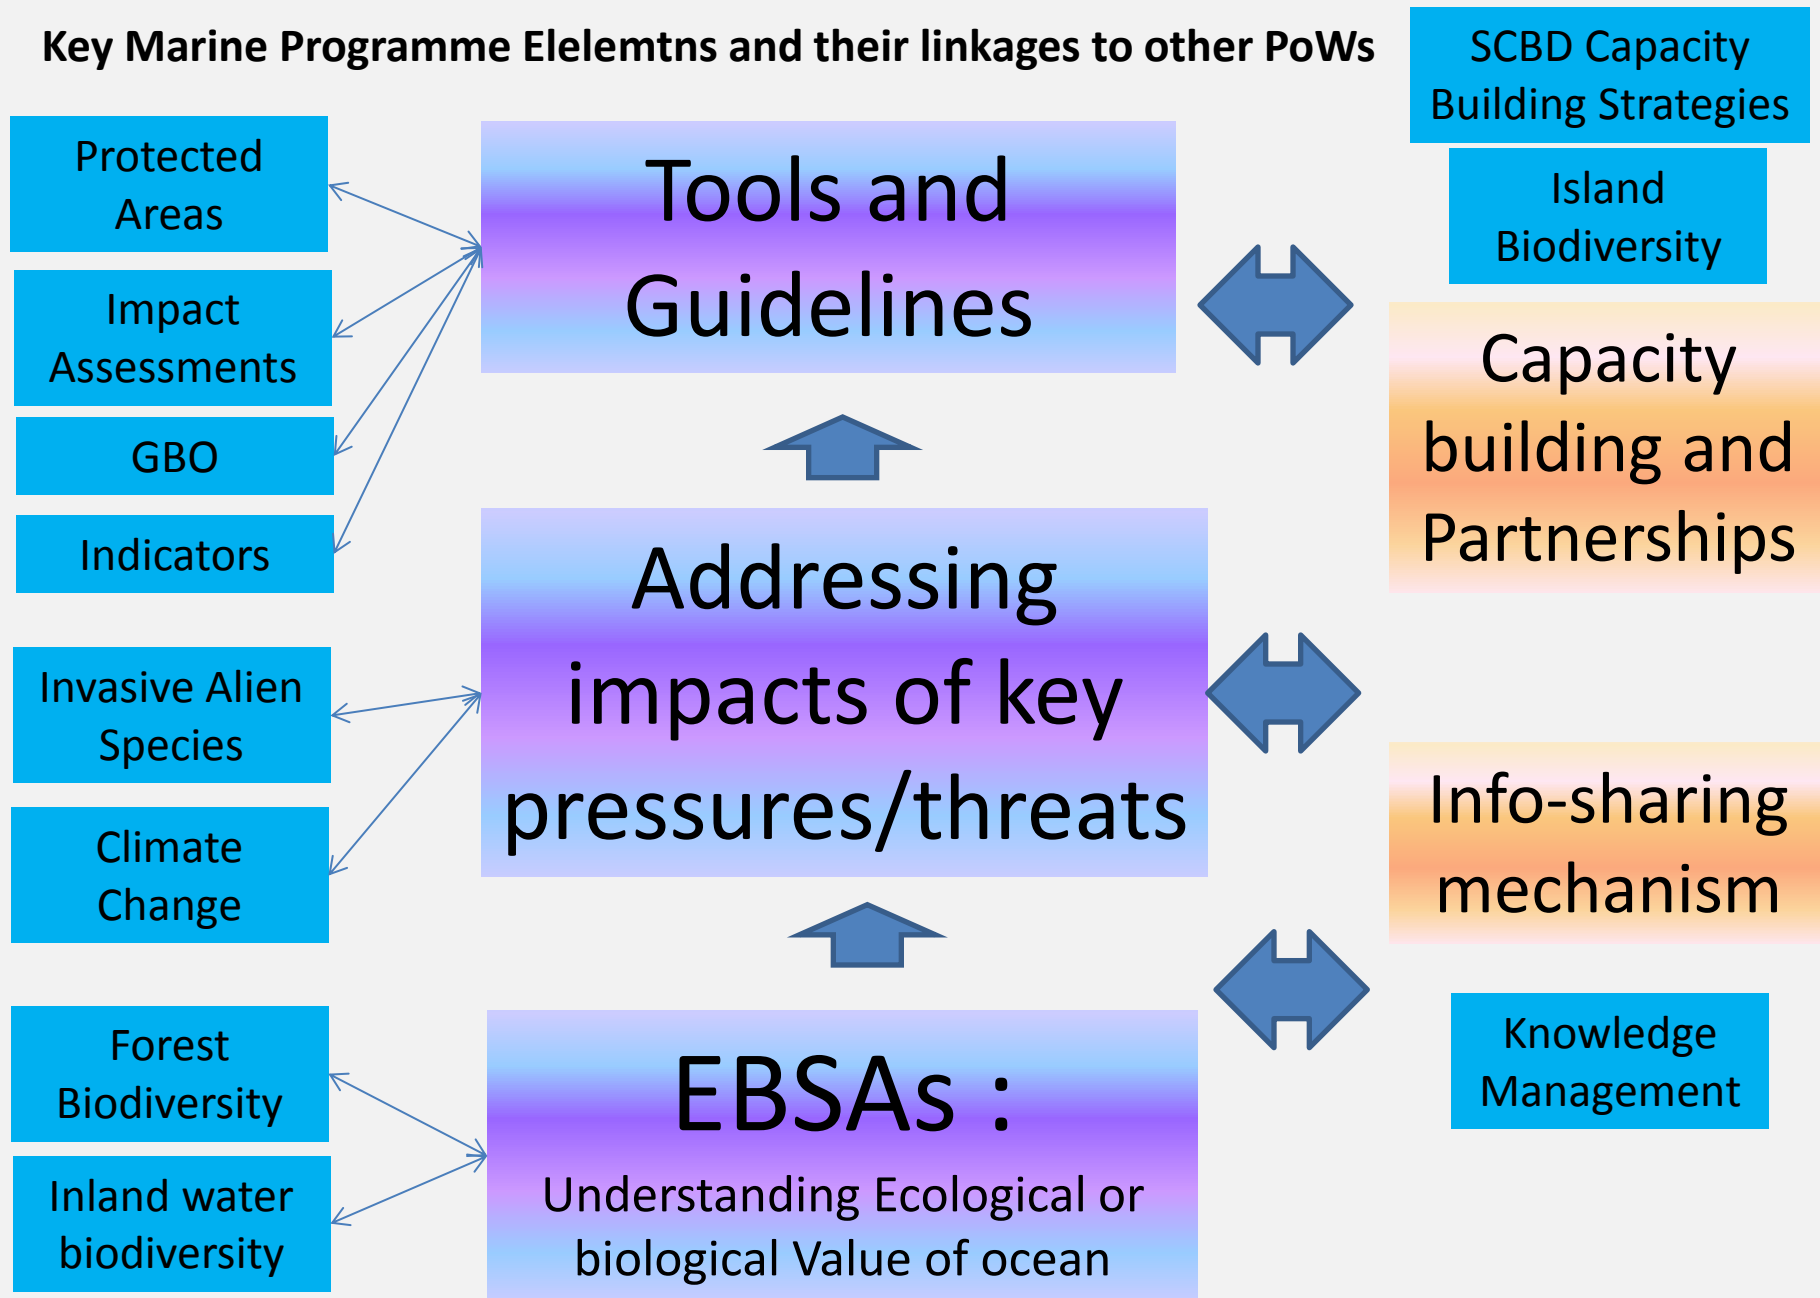 Key Marine Programme Elelemtns and their linkages to other PoWs
SCBD Capacity
Building Strategies
Protected
Areas
Impact
Assessments
GBO
Indicators
Invasive Alien
Species
Climate
Change
Forest
Biodiversity
Inland water
biodiversity
Tools and
Guidelines
Addressing
impacts of key
pressures/threats
EBSAs :
Understanding Ecological or
biological Value of ocean
Island
Biodiversity
Capacity
building and
Partnerships
Info-sharing
mechanism
Knowledge
Management